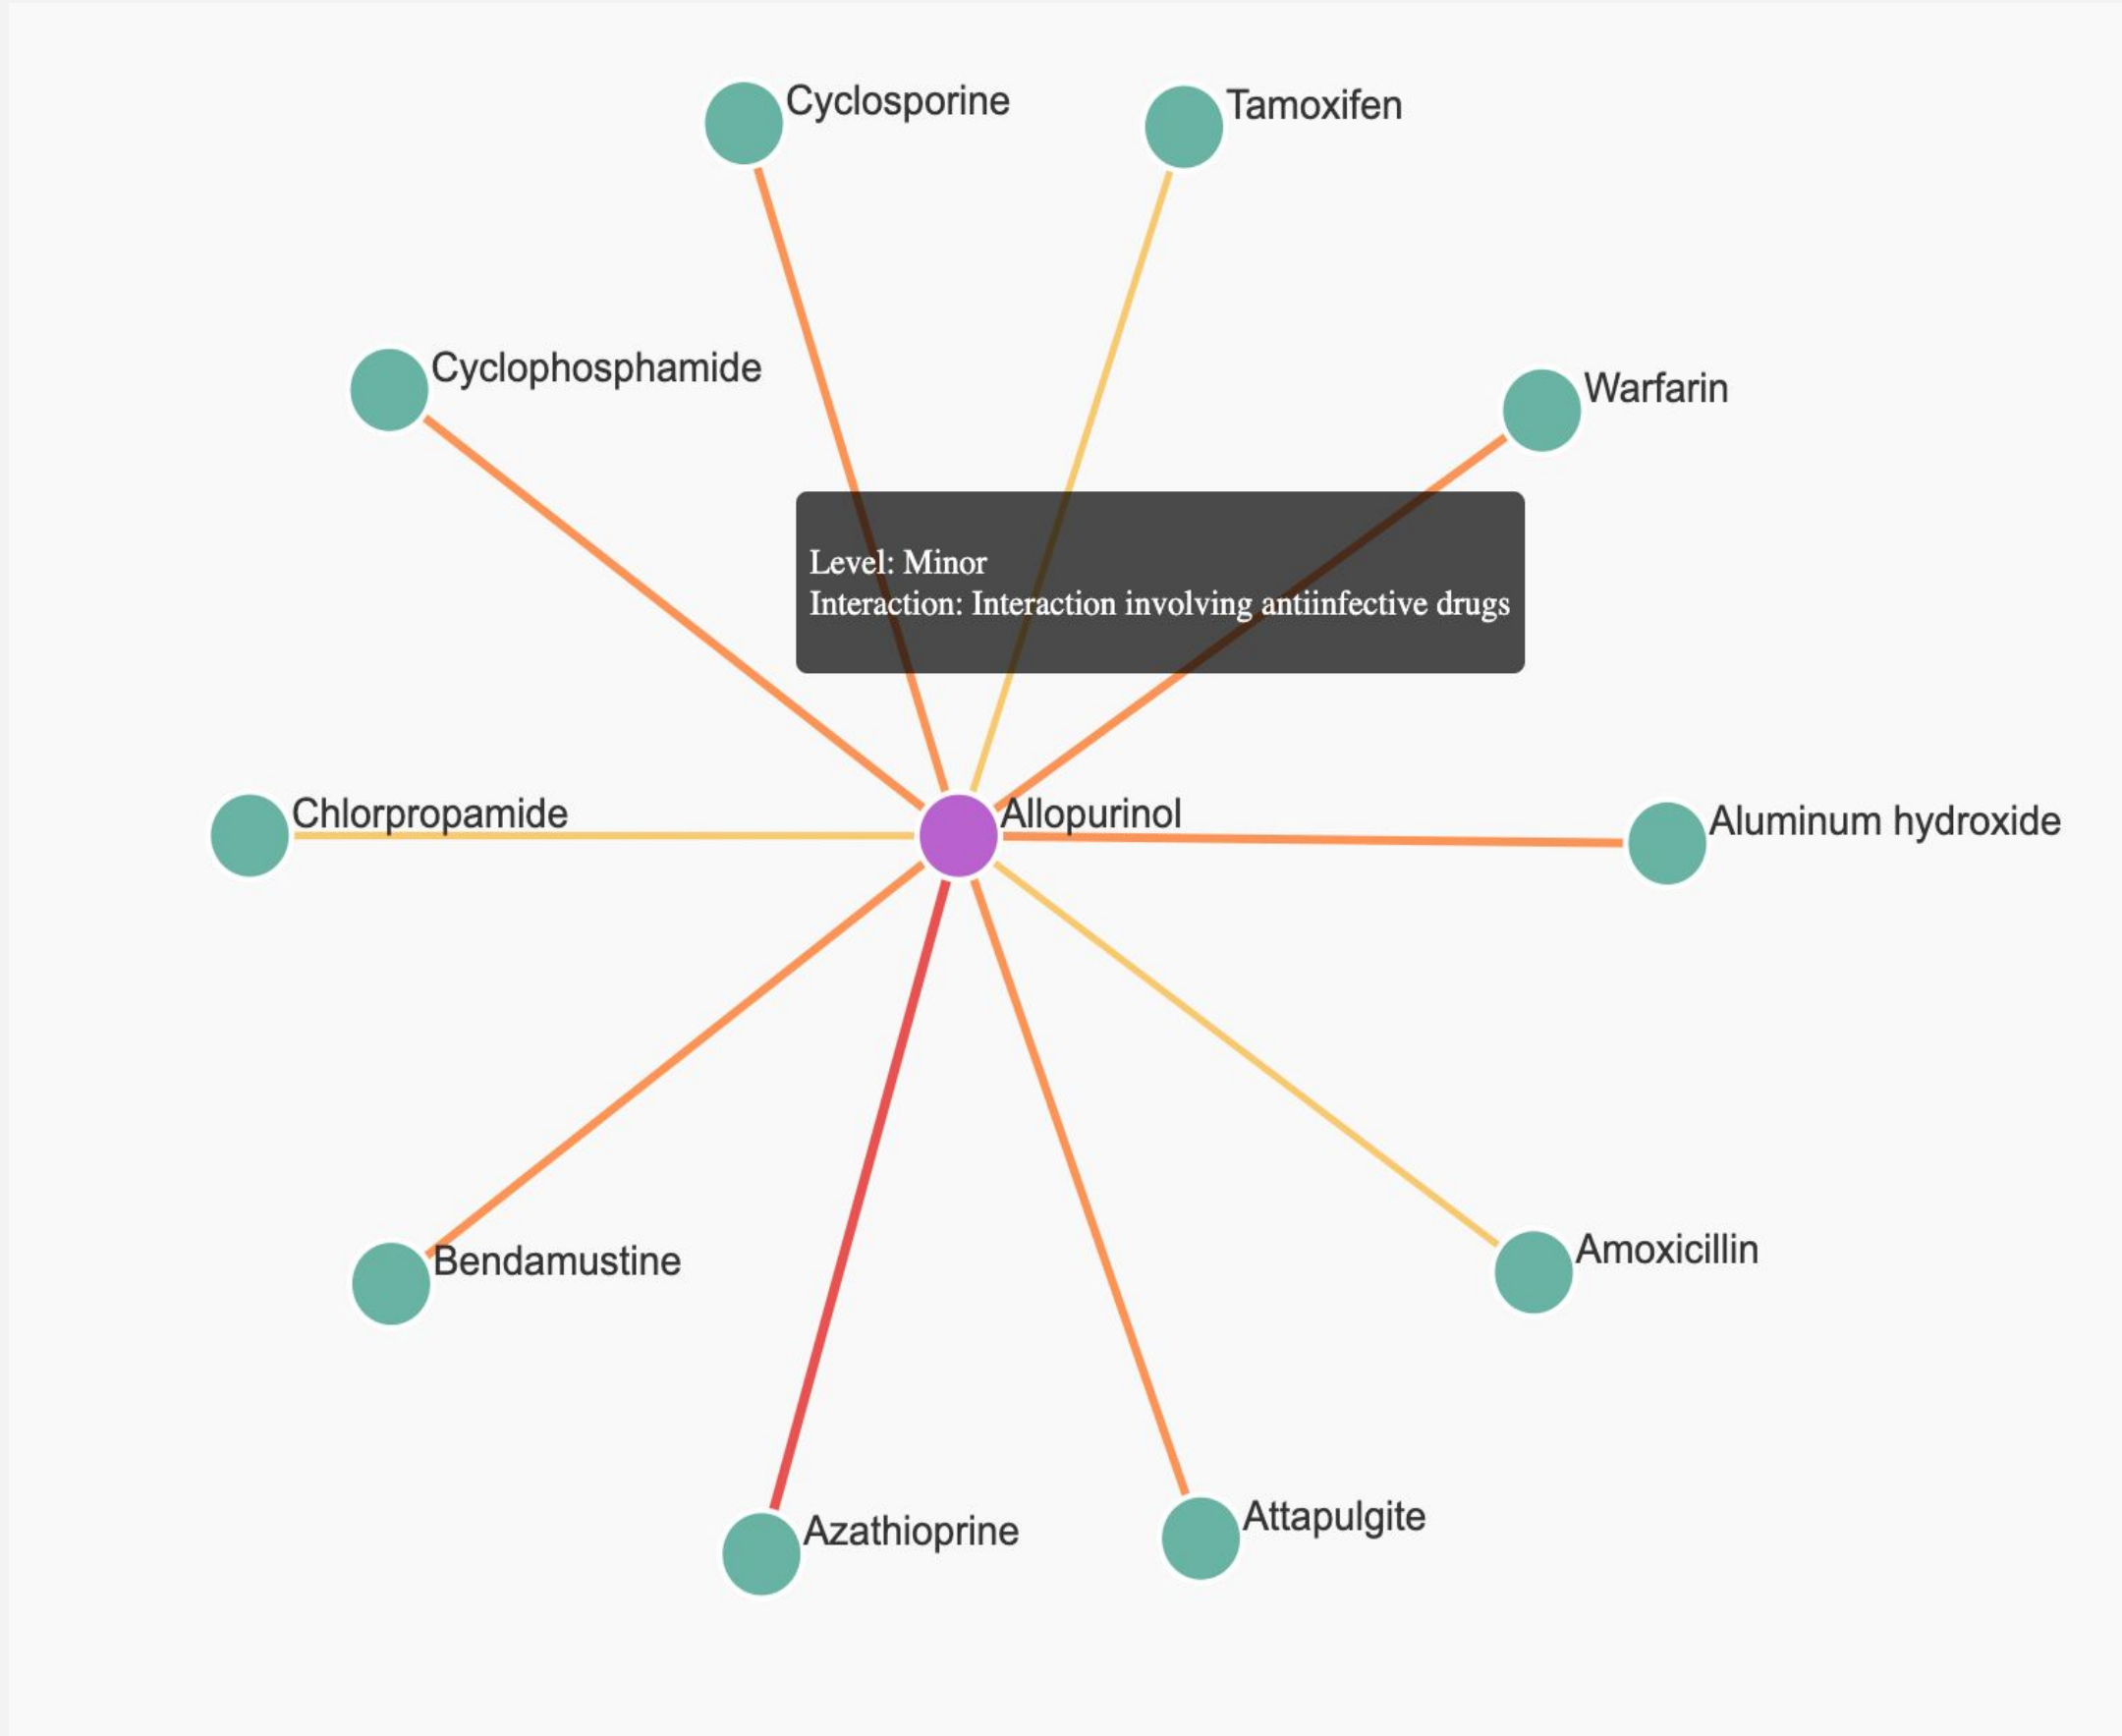 Cyclosporine
Tamoxifen
Cyclophosphamide
Warfarin
Level: Minor
Interaction: Interaction involving antiinfective drugs
Chlorpropamide
Allopurinol
Aluminum hydroxide
Bendamustine
Amoxicillin
Azathioprine
Attapulgite